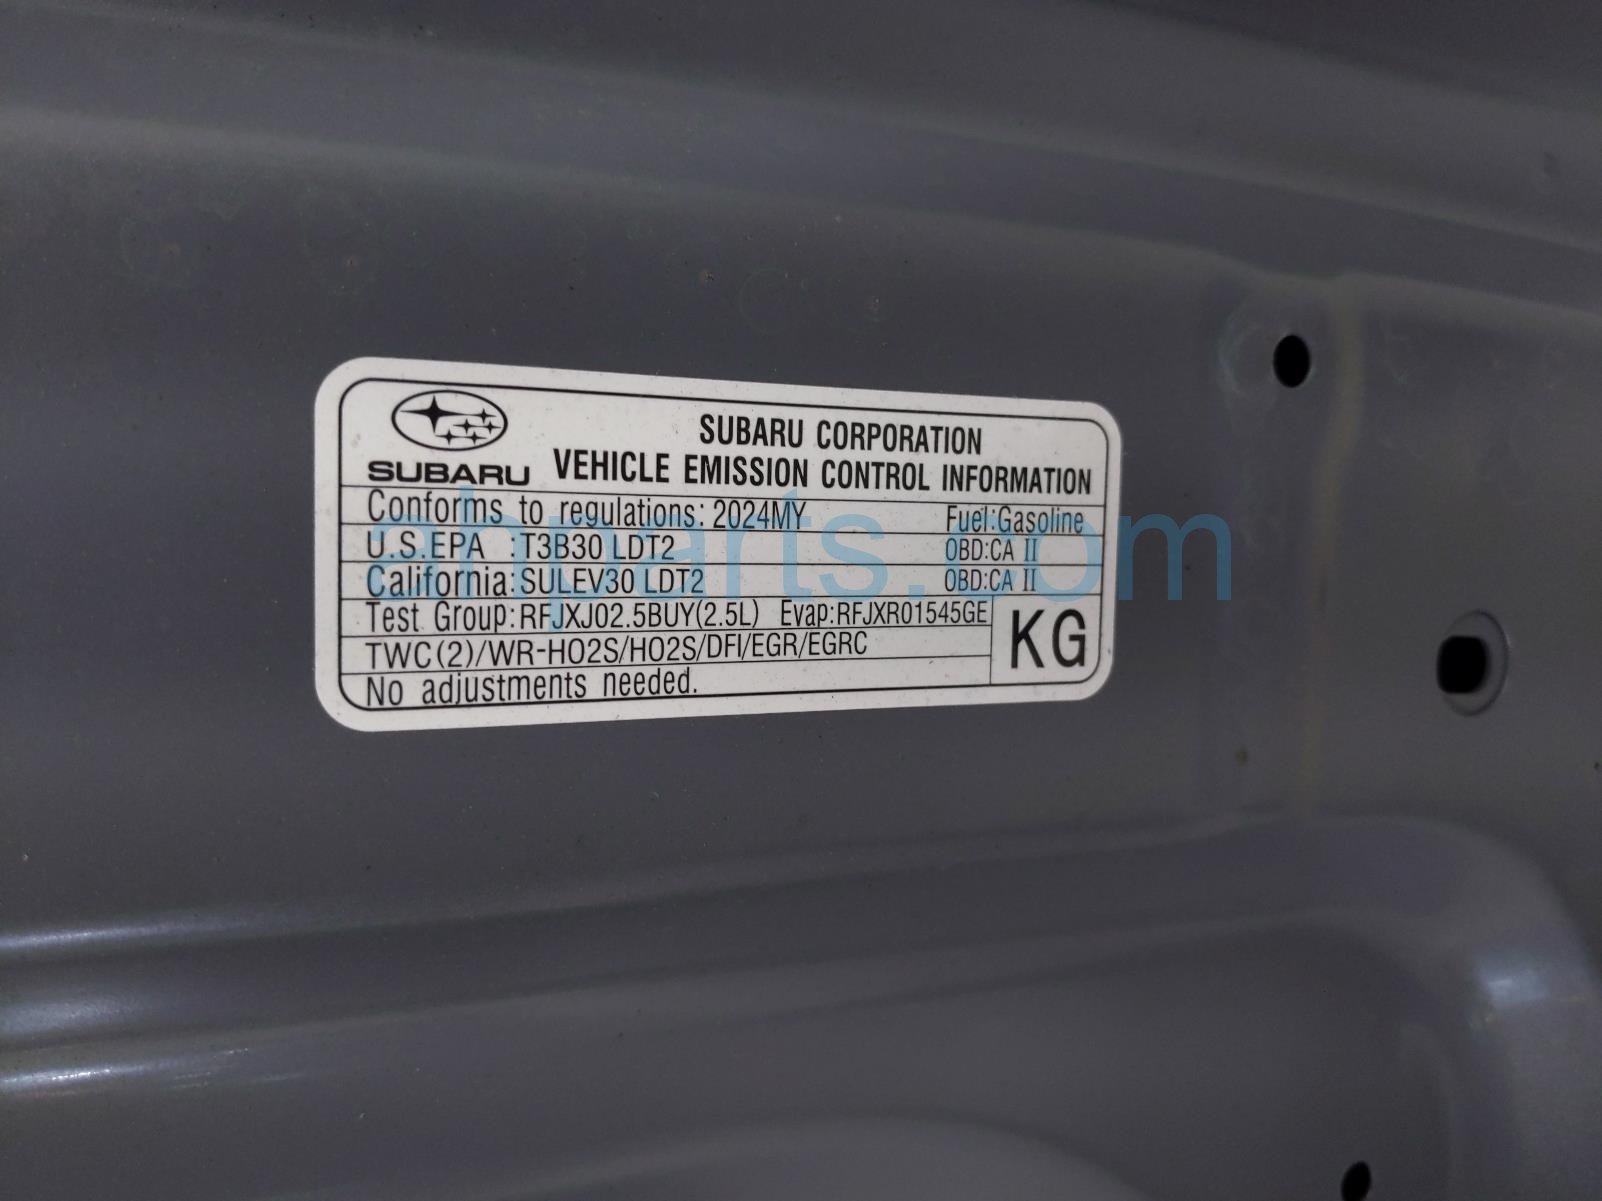 SUBARU CORPORATION
SUBARU VEHICLE EMISSION CONTROL INFORMATION
Conforms to regulations: 2024MY Fuel:Gasoline
U.S.EPA :T3B30 LDT2 OBD:CA II
California:SULEV30 LDT2 OBD:CA II
Test Group:RFJXJ02.5BUY(2.5L) Evap:RFJXR01545GE
KG
TWC(2)/WR-HO2S/HO2S/DFI/EGR/EGRC
No adjustments needed.
ahparts.com